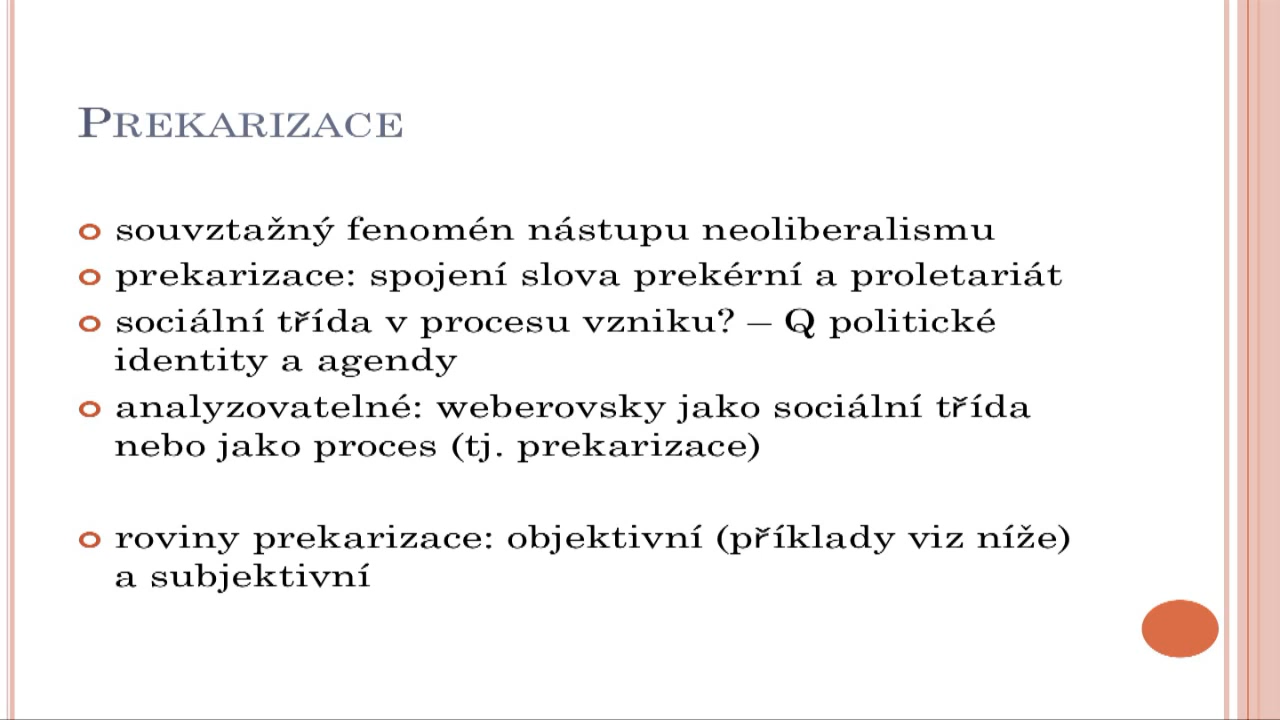 Prekarizace
souvztažný fenomén nástupu neoliberalismu
prekarizace: spojení slova prekérní a proletariát
sociální třída v procesu vzniku? – Q politické
identity a agendy
analyzovatelné: weberovsky jako sociální třída
nebo jako proces (tj. prekarizace)
roviny prekarizace: objektivní (příklady viz níže)
a subjektivní